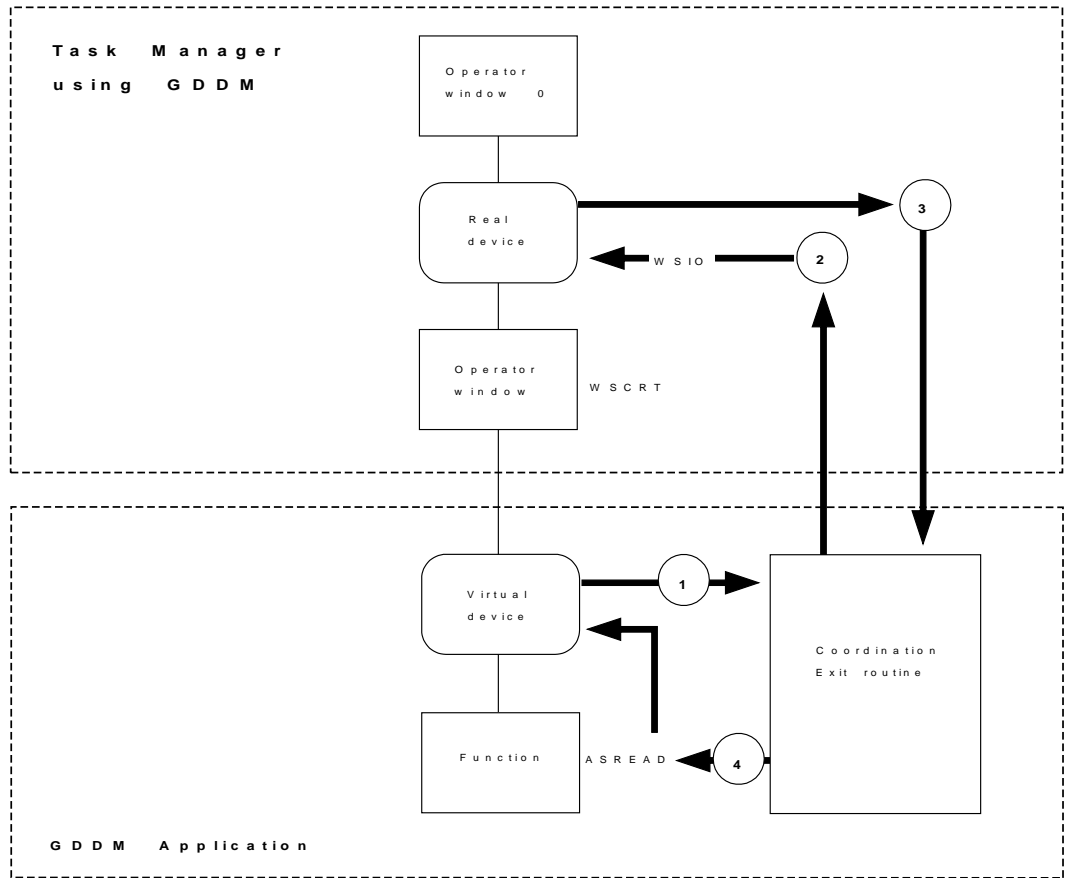 Task Manager
using GDDM
Operator
window 0
Real
device
3
WSIO
2
Operator
window
WSCRT
Virtual
device
1
Coordination
Exit routine
Function
ASREAD
4
GDDM Application